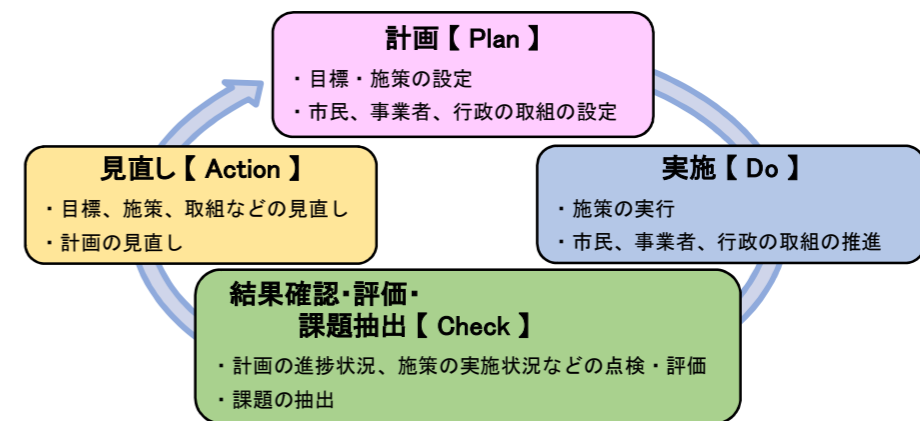 計画【 Plan 】
・目標・施策の設定
・市民、事業者、行政の取組の設定
実施【 Do 】
・施策の実行
・市民、事業者、行政の取組の推進
結果確認・評価・
課題抽出【 Check 】
・計画の進捗状況、施策の実施状況などの点検・評価
・課題の抽出
見直し【 Action 】
・目標、施策、取組などの見直し
・計画の見直し